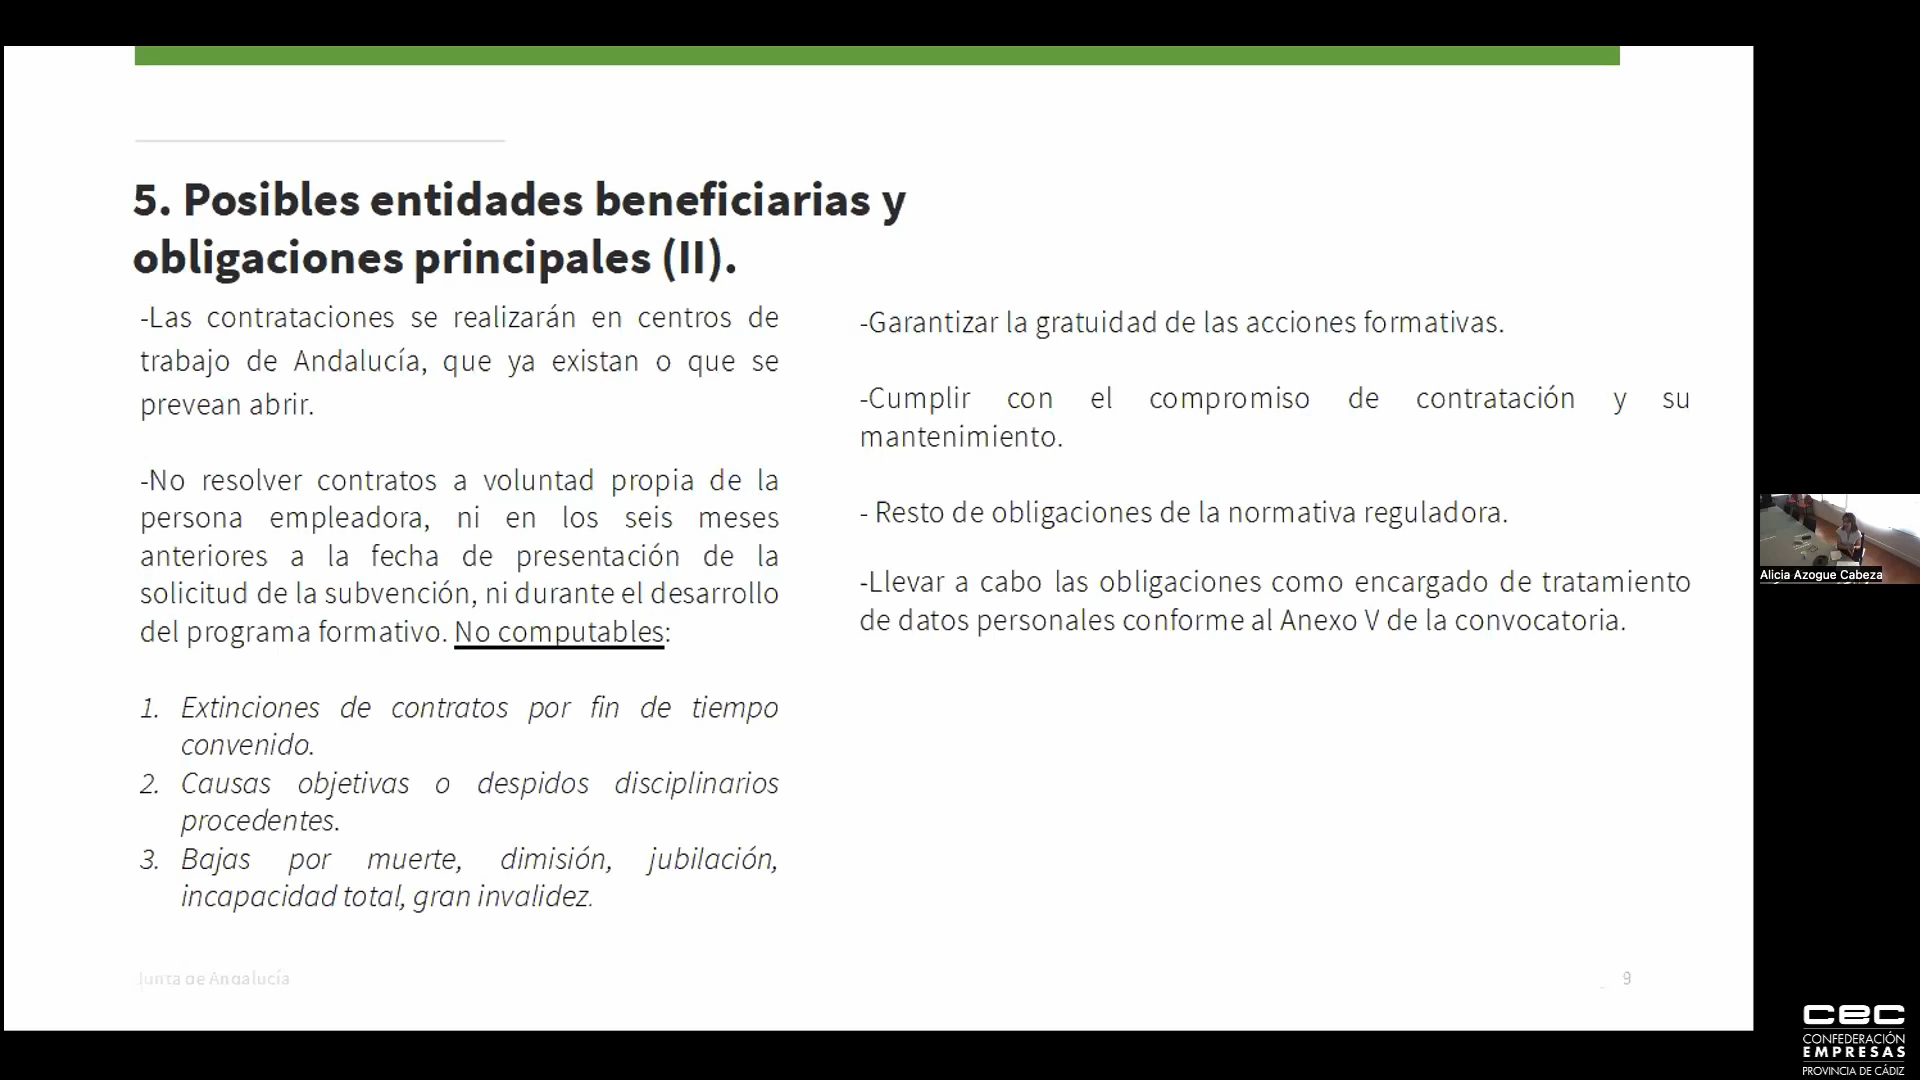 5. Posibles entidades beneficiarias y
obligaciones principales (II).
-Las contrataciones se realizarán en centros de
trabajo de Andalucía, que ya existan o que se
prevean abrir.
-No resolver contratos a voluntad propia de la
persona empleadora, ni en los seis meses
anteriores a la fecha de presentación de la
solicitud de la subvención, ni durante el desarrollo
del programa formativo. No computables:
1. Extinciones de contratos por fin de tiempo
convenido.
2. Causas objetivas o despidos disciplinarios
procedentes.
3. Bajas por muerte, dimisión, jubilación,
incapacidad total, gran invalidez.
-Garantizar la gratuidad de las acciones formativas.
-Cumplir con el compromiso de contratación y su
mantenimiento.
- Resto de obligaciones de la normativa reguladora.
-Llevar a cabo las obligaciones como encargado de tratamiento
de datos personales conforme al Anexo V de la convocatoria.
Junta de Andalucía
9
Alicia Azogue Cabeza
cec
CONFEDERACIÓN
EMPRESAS
PROVINCIA DE CÁDIZ